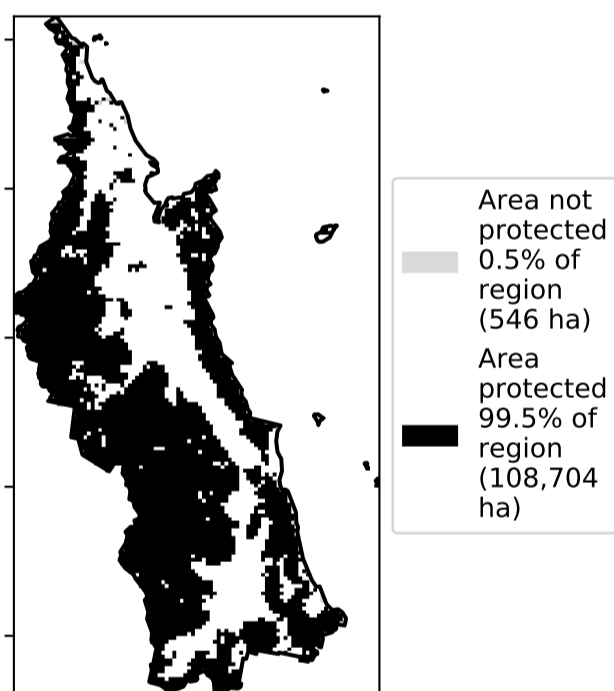 Area not
protected
0.5% of
region
(546 ha)
Area
protected
99.5% of
region
(108,704
ha)